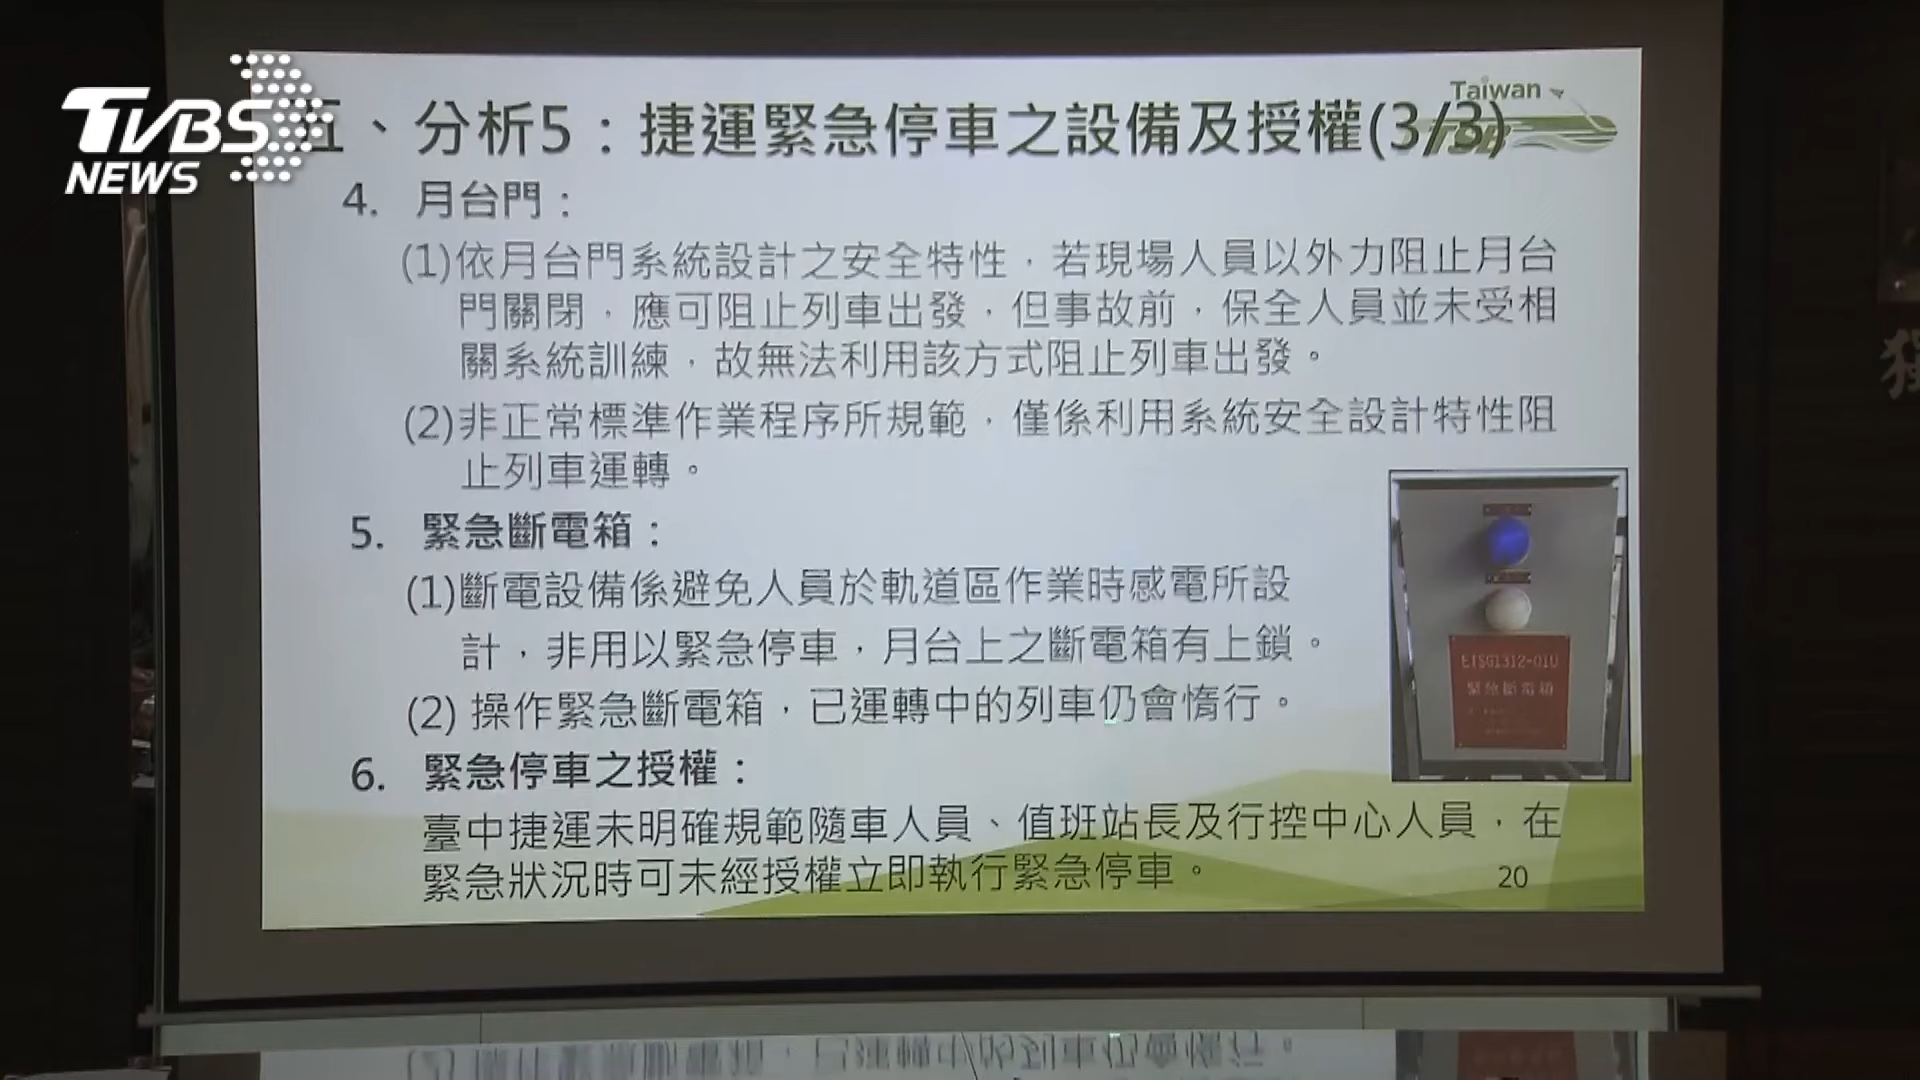 TVBS
NEWS
Taiwan
五、分析5：捷運緊急停車之設備及授權(3/3)
4. 月台門：
(1)依月台門系統設計之安全特性，若現場人員以外力阻止月台
門關閉，應可阻止列車出發，但事故前，保全人員並未受相
關系統訓練，故無法利用該方式阻止列車出發。
(2)非正常標準作業程序所規範，僅係利用系統安全設計特性阻
止列車運轉。
5. 緊急斷電箱：
(1)斷電設備係避免人員於軌道區作業時感電所設
計，非用以緊急停車，月台上之斷電箱有上鎖。
(2) 操作緊急斷電箱，已運轉中的列車仍會惰行。
緊急斷電箱
6. 緊急停車之授權：
臺中捷運未明確規範隨車人員、值班站長及行控中心人員，在
緊急狀況時可未經授權立即執行緊急停車。
20